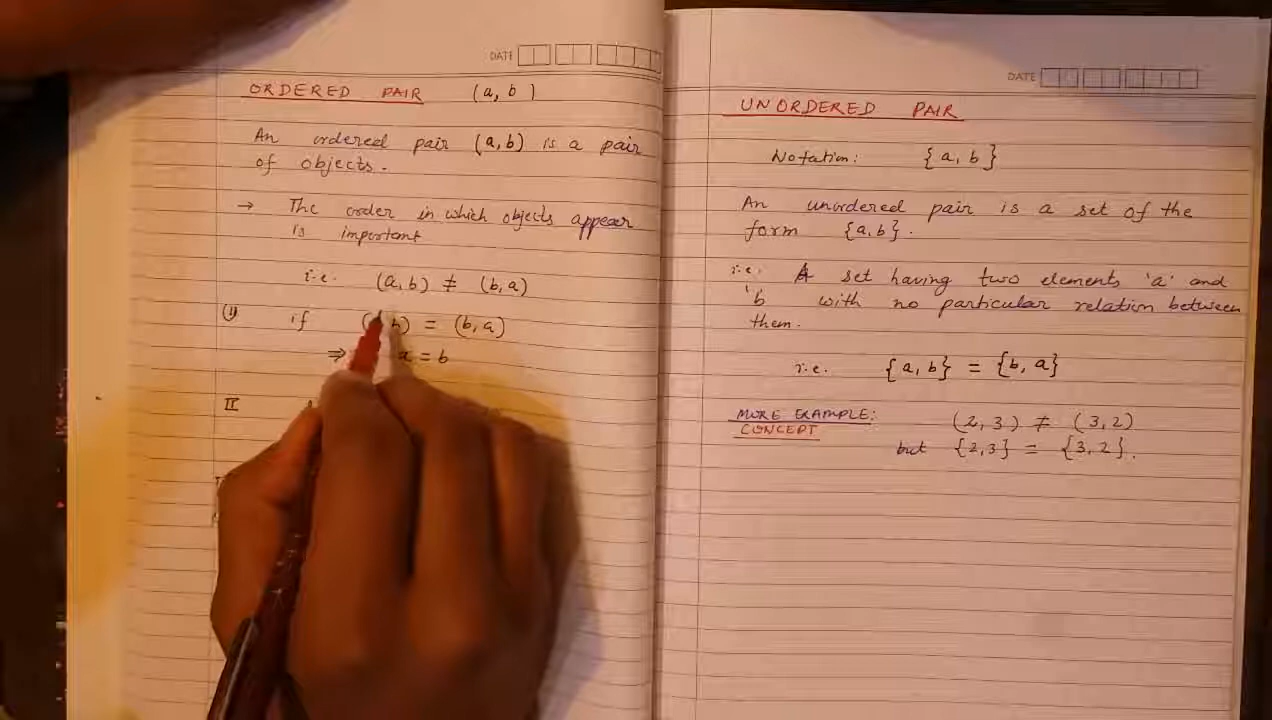 DATE
ORDERED PAIR (a, b)
An ordered pair (a,b) is a pair
of objects.
→ The order in which objects appear
is important
i.e. (a,b) ≠ (b,a)
(I) if = (b, a)
⇒ a = b
II
DATE
UNORDERED PAIR
Notation: {a, b}
An unordered pair is a set of the
form {a,b}.
i.e. A set having two elements 'a' and
'b with no particular relation between
them.
i.e. {a, b} = {b, a}
MORE EXAMPLE: (2, 3) ≠ (3, 2)
CONCEPT but {2,3} = {3,2}.